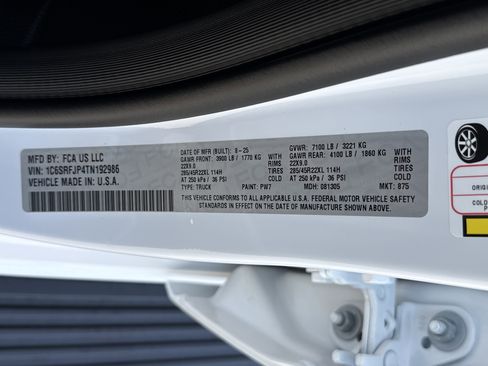 MFD BY: FCA US LLC
VIN: 1C6SRFJP4TN192986
VEHICLE MADE IN: U.S.A.
DATE OF MFR (BUILT): 8-25
GAWR FRONT: 3900 LB / 1770 KG WITH
22X9.0 RIMS
285/45R22XL 114H TIRES
AT 250 kPa / 36 PSI COLD
TYPE: TRUCK PAINT: PW7
GVWR: 7100 LB / 3221 KG
GAWR REAR: 4100 LB / 1860 KG WITH
22X9.0 RIMS
285/45R22XL 114H TIRES
AT 250 kPa / 36 PSI COLD
MDH: 081305 MKT: 875
THIS VEHICLE CONFORMS TO ALL APPLICABLE U.S.A. FEDERAL MOTOR VEHICLE SAFETY
STANDARDS IN EFFECT ON THE DATE OF MANUFACTURE SHOWN ABOVE.
ORIGI
COLD
P